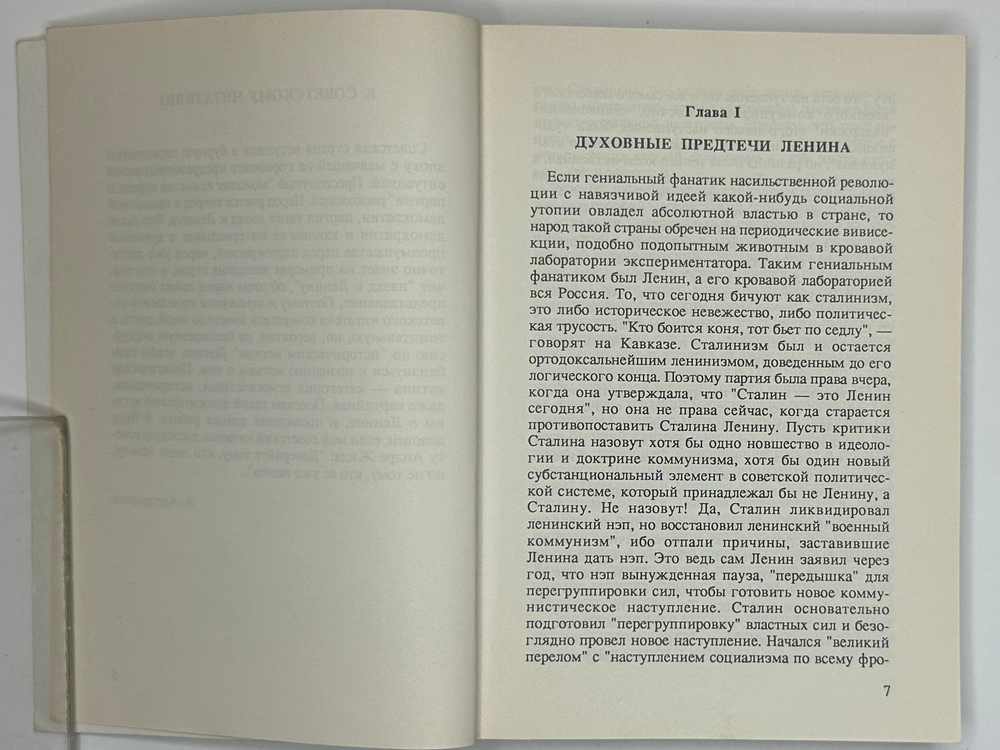 Глава I
ДУХОВНЫЕ ПРЕДТЕЧИ ЛЕНИНА
Если гениальный фанатик насильственной револю-
ции с навязчивой идеей какой-нибудь социальной
утопии овладел абсолютной властью в стране, то
народ такой страны обречен на периодические вивисе-
кции, подобно подопытным животным в кровавой
лаборатории экспериментатора. Таким гениальным
фанатиком был Ленин, а его кровавой лабораторией
вся Россия. То, что сегодня бичуют как сталинизм,
это либо историческое невежество, либо политичес-
кая трусость. "Кто боится коня, тот бьет по седлу", —
говорят на Кавказе. Сталинизм был и остается
ортодоксальнейшим ленинизмом, доведенным до его
логического конца. Поэтому партия была права вчера,
когда она утверждала, что "Сталин — это Ленин
сегодня", но она не права сейчас, когда старается
противопоставить Сталина Ленину. Пусть критики
Сталина назовут хотя бы одно новшество в идеоло-
гии и доктрине коммунизма, хотя бы один новый
субстанциональный элемент в советской политичес-
кой системе, который принадлежал бы не Ленину, а
Сталину. Не назовут! Да, Сталин ликвидировал
ленинский нэп, но восстановил ленинский "военный
коммунизм", ибо отпали причины, заставившие
Ленина дать нэп. Это ведь сам Ленин заявил через
год, что нэп вынужденная пауза, "передышка" для
перегруппировки сил, чтобы готовить новое комму-
нистическое наступление. Сталин основательно
подготовил "перегруппировку" властных сил и безо-
глядно провел новое наступление. Начался "великий
перелом" с "наступлением социализма по всему фро-
7